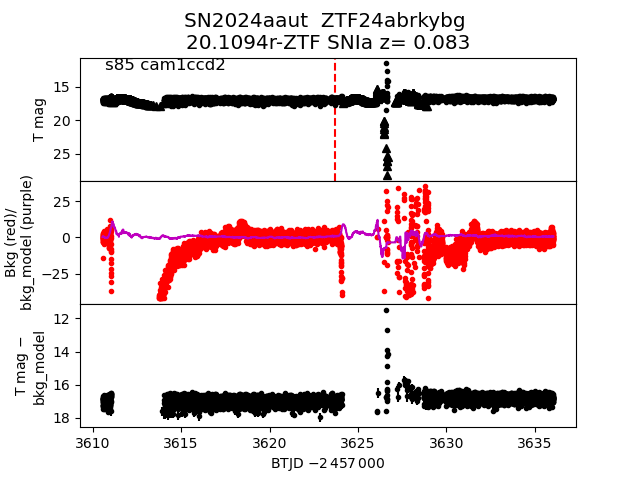 SN2024aaut  ZTF24abrkybg
20.1094r-ZTF SNIa z= 0.083
s85 cam1ccd2
T mag
15
20
25
Bkg (red)/
bkg_model (purple)
25
0
−25
T mag −
bkg_model
12
14
16
18
3610
3615
3620
3625
3630
3635
BTJD −2 457 000